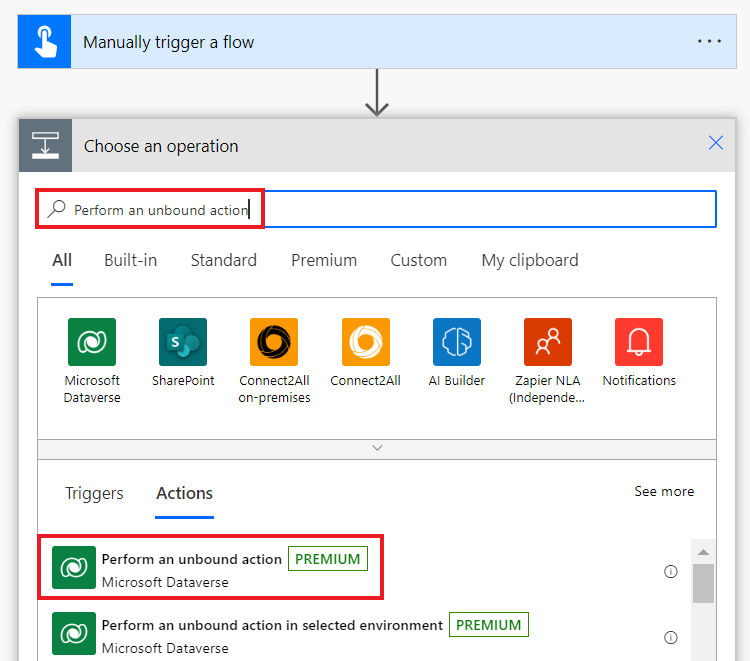 Manually trigger a flow
Choose an operation
Perform an unbound action
All Built-in Standard Premium Custom My clipboard
Microsoft Dataverse
SharePoint
Connect2All on-premises
Connect2All
AI Builder
Zapier NLA (Independe...
Notifications
Triggers Actions See more
Perform an unbound action PREMIUM
Microsoft Dataverse
Perform an unbound action in selected environment PREMIUM
Microsoft Dataverse